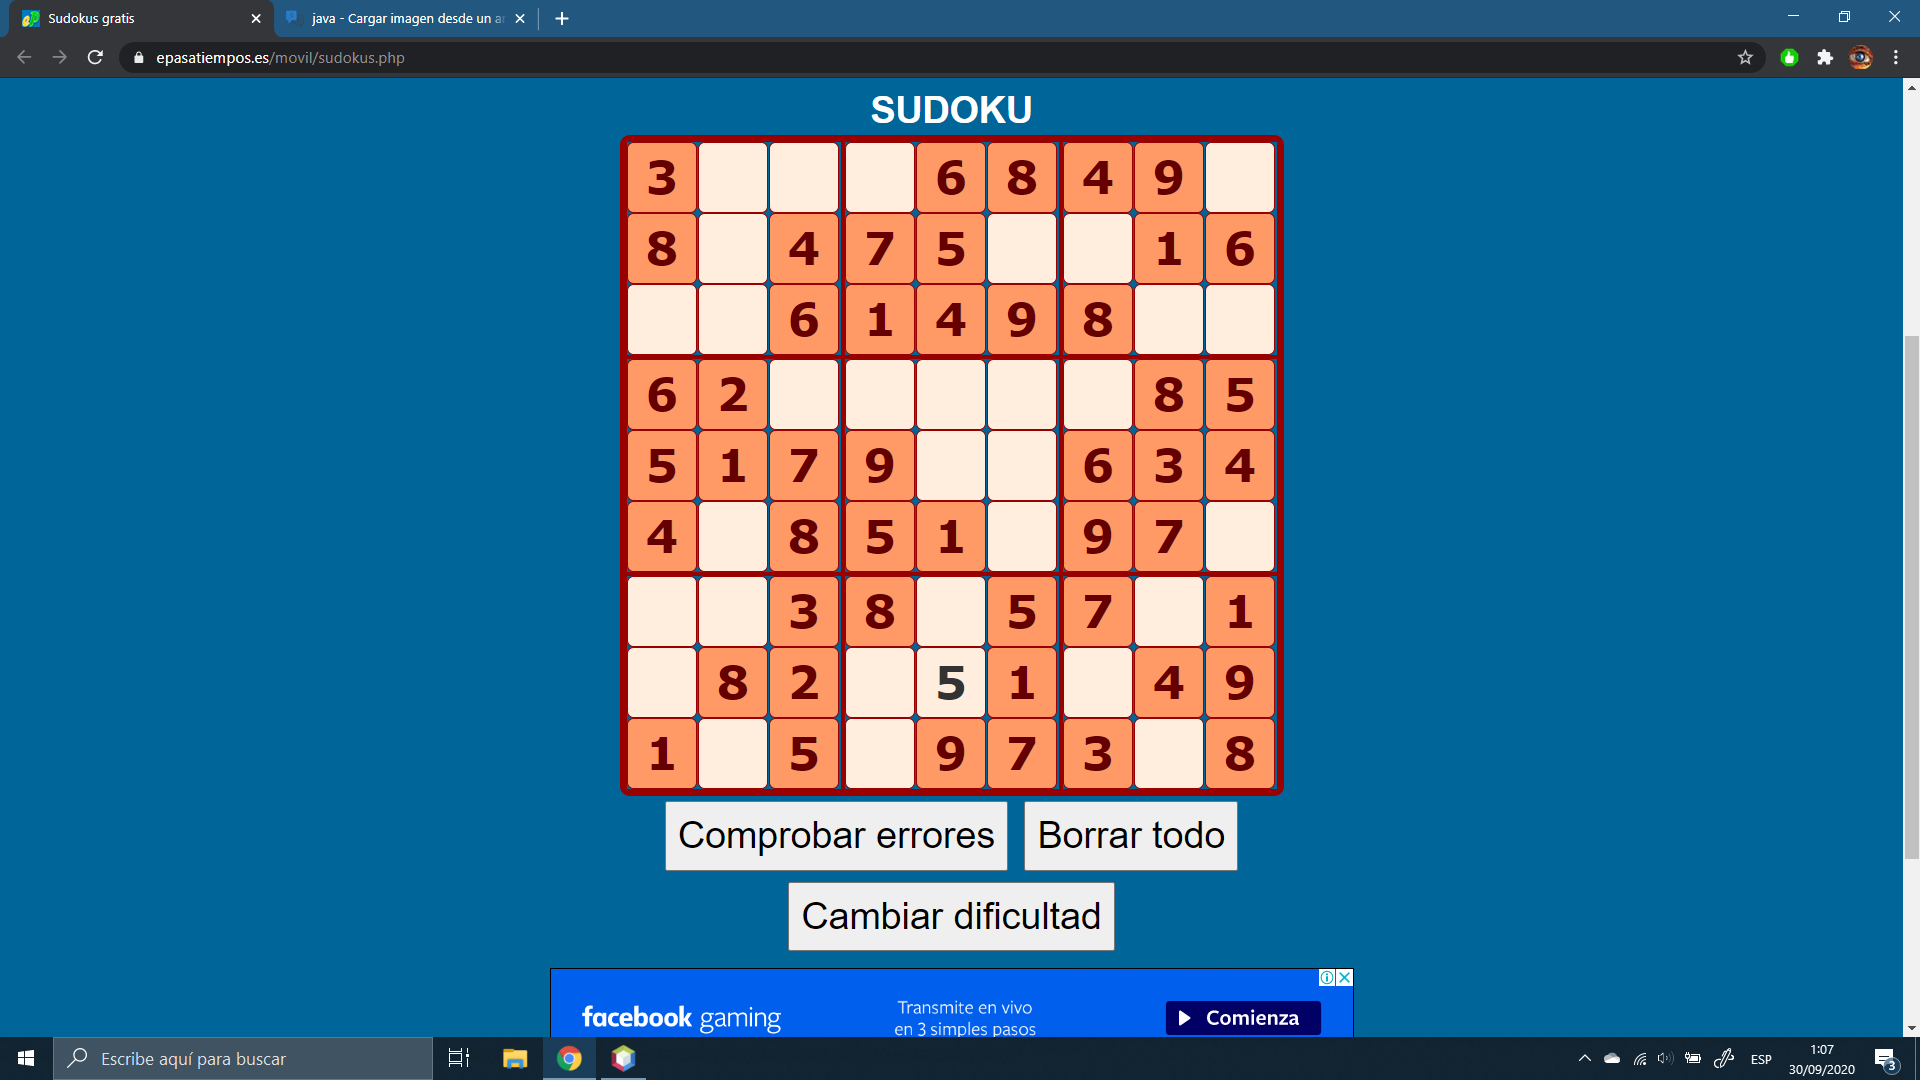 Sudokus gratis
java - Cargar imagen desde un a
epasatiempos.es/movil/sudokus.php
SUDOKU
3 6 8 4 9
8 4 7 5 1 6
6 1 4 9 8
6 2 8 5
5 1 7 9 6 3 4
4 8 5 1 9 7
3 8 5 7 1
8 2 5 1 4 9
1 5 9 7 3 8
Comprobar errores Borrar todo
Cambiar dificultad
facebook gaming
Transmite en vivo
en 3 simples pasos
Comienza
Escribe aquí para buscar
ESP
1:07
30/09/2020
3